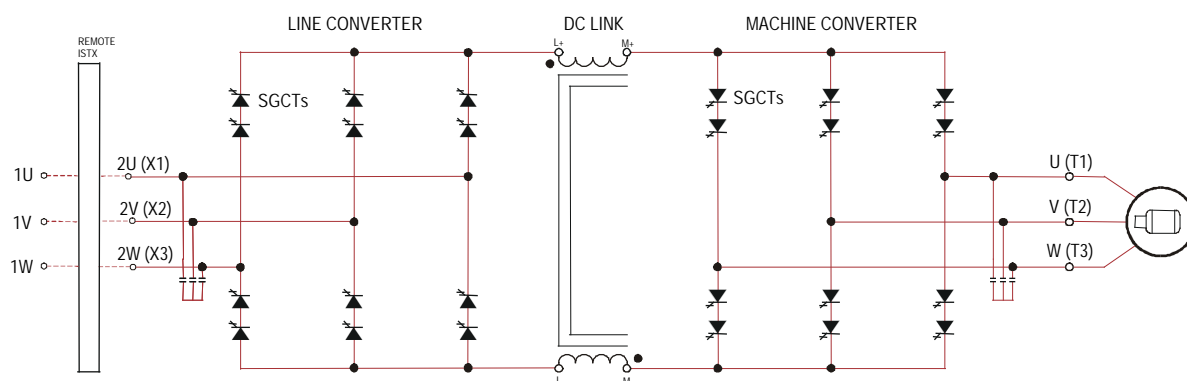 LINE CONVERTER
DC LINK
MACHINE CONVERTER
REMOTE
ISTX
L+
M+
SGCTs
SGCTs
1U
2U (X1)
U (T1)
1V
2V (X2)
V (T2)
1W
2W (X3)
W (T3)